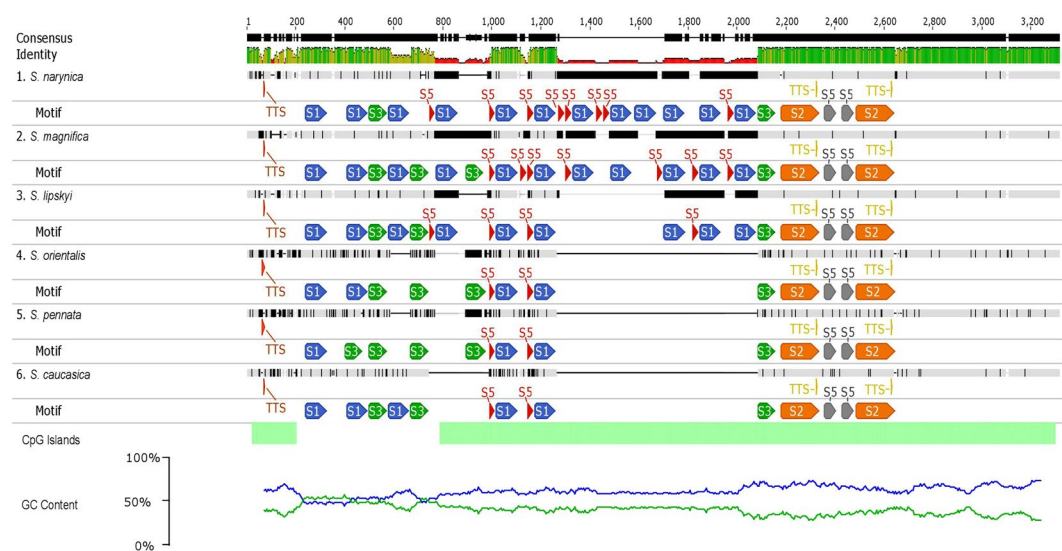 1 200 400 600 800 1,000 1,200 1,400 1,600 1,800 2,000 2,200 2,400 2,600 2,800 3,000 3,200
Consensus
Identity
1. S. narynica
S5 S5 S5 S5 S5 S5 S5 S5 TTS S5 S5 TTS
Motif TTS S1 S1 S3 S1 S1 S1 S1 S1 S1 S1 S1 S1 S1 S3 S2 S2
2. S. magnifica
S5 S5 S5 S5 S5 S5 S5 TTS S5 S5 TTS
Motif TTS S1 S1 S3 S1 S3 S1 S3 S1 S1 S1 S1 S1 S1 S1 S3 S2 S2
3. S. lipskyi
S5 S5 S5 S5 TTS S5 S5 TTS
Motif TTS S1 S1 S3 S1 S3 S1 S1 S1 S1 S1 S1 S3 S2 S2
4. S. orientalis
S5 S5 TTS S5 S5 TTS
Motif TTS S1 S1 S3 S3 S3 S1 S1 S3 S2 S2
5. S. pennata
S5 S5 TTS S5 S5 TTS
Motif TTS S1 S3 S3 S3 S3 S1 S1 S3 S2 S2
6. S. caucasica
S5 S5 TTS S5 S5 TTS
Motif TTS S1 S1 S3 S1 S3 S1 S1 S3 S2 S2
CpG Islands
100%
GC Content 50%
0%